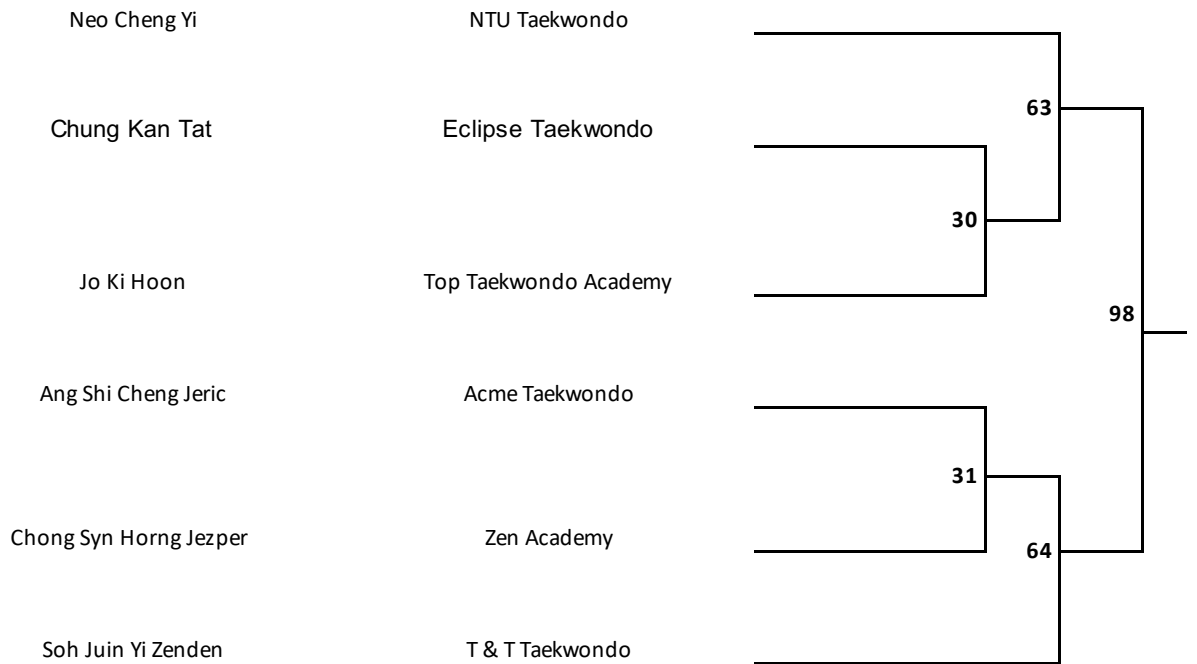 Neo Cheng Yi NTU Taekwondo
63
Chung Kan Tat Eclipse Taekwondo
30
Jo Ki Hoon Top Taekwondo Academy
98
Ang Shi Cheng Jeric Acme Taekwondo
31
Chong Syn Horng Jezper Zen Academy
64
Soh Juin Yi Zenden T & T Taekwondo